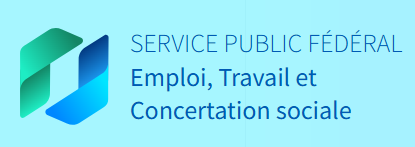 SERVICE PUBLIC FÉDÉRAL
Emploi, Travail et
Concertation sociale